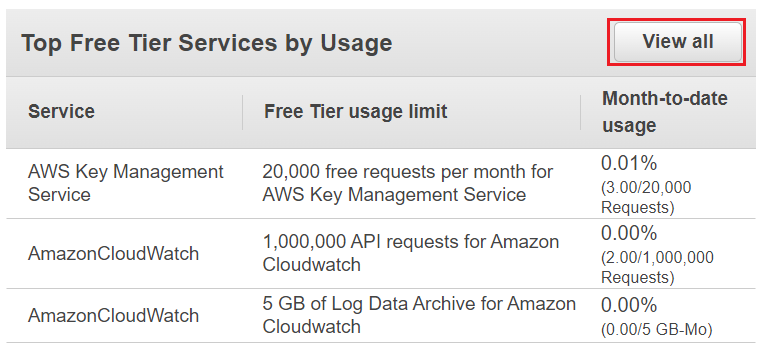 Top Free Tier Services by Usage
View all
Service
Free Tier usage limit
Month-to-date
usage
AWS Key Management
Service
20,000 free requests per month for
AWS Key Management Service
0.01%
(3.00/20,000
Requests)
AmazonCloudWatch
1,000,000 API requests for Amazon
Cloudwatch
0.00%
(2.00/1,000,000
Requests)
AmazonCloudWatch
5 GB of Log Data Archive for Amazon
Cloudwatch
0.00%
(0.00/5 GB-Mo)